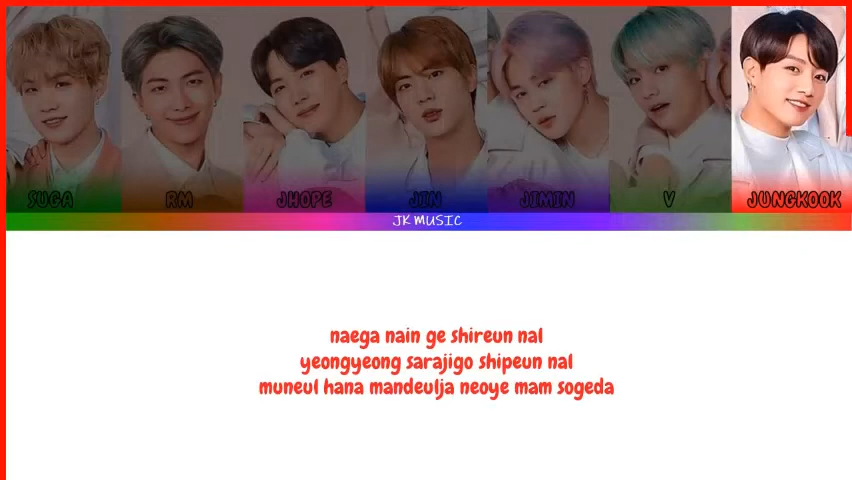 SUGA RM JHOPE JIN JIMIN V JUNGKOOK
JK MUSIC
naega nain ge shireun nal
yeongyeong sarajigo shipeun nal
muneul hana mandeulja neoye mam sogeda